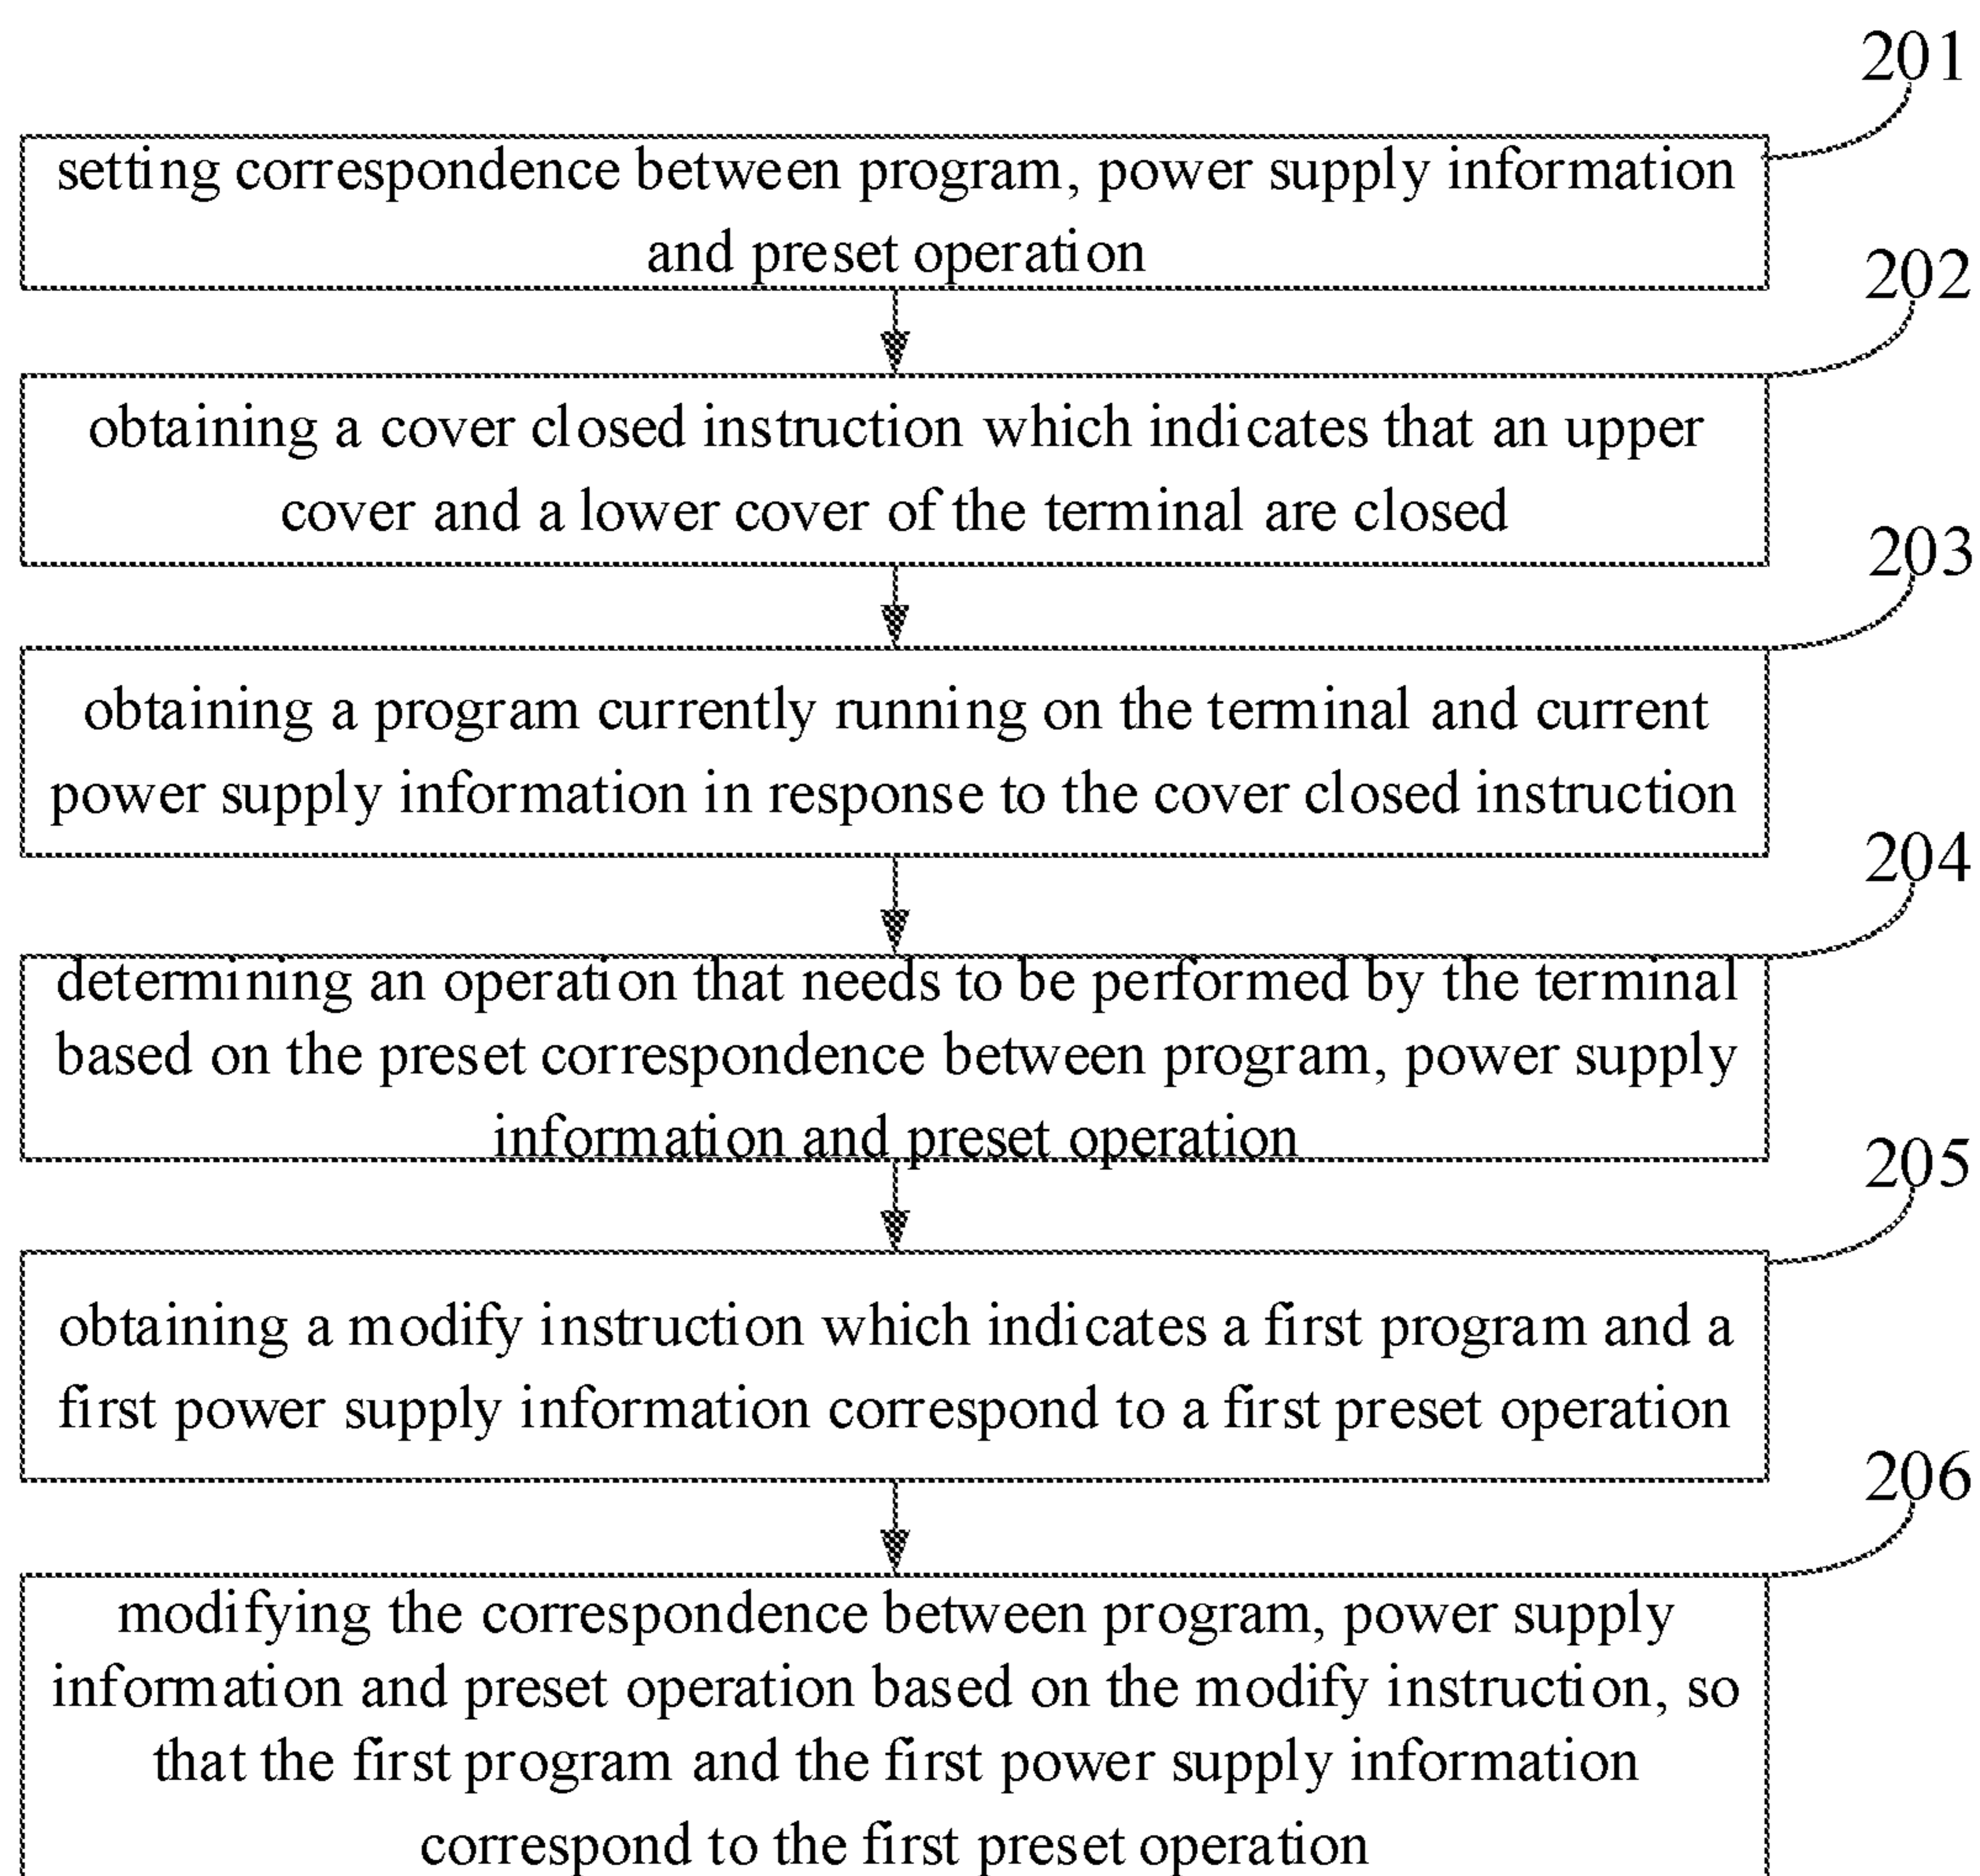 201
setting correspondence between program, power supply information
and preset operation
202
obtaining a cover closed instruction which indicates that an upper
cover and a lower cover of the terminal are closed
203
obtaining a program currently running on the terminal and current
power supply information in response to the cover closed instruction
204
determining an operation that needs to be performed by the terminal
based on the preset correspondence between program, power supply
information and preset operation
205
obtaining a modify instruction which indicates a first program and a
first power supply information correspond to a first preset operation
206
modifying the correspondence between program, power supply
information and preset operation based on the modify instruction, so
that the first program and the first power supply information
correspond to the first preset operation